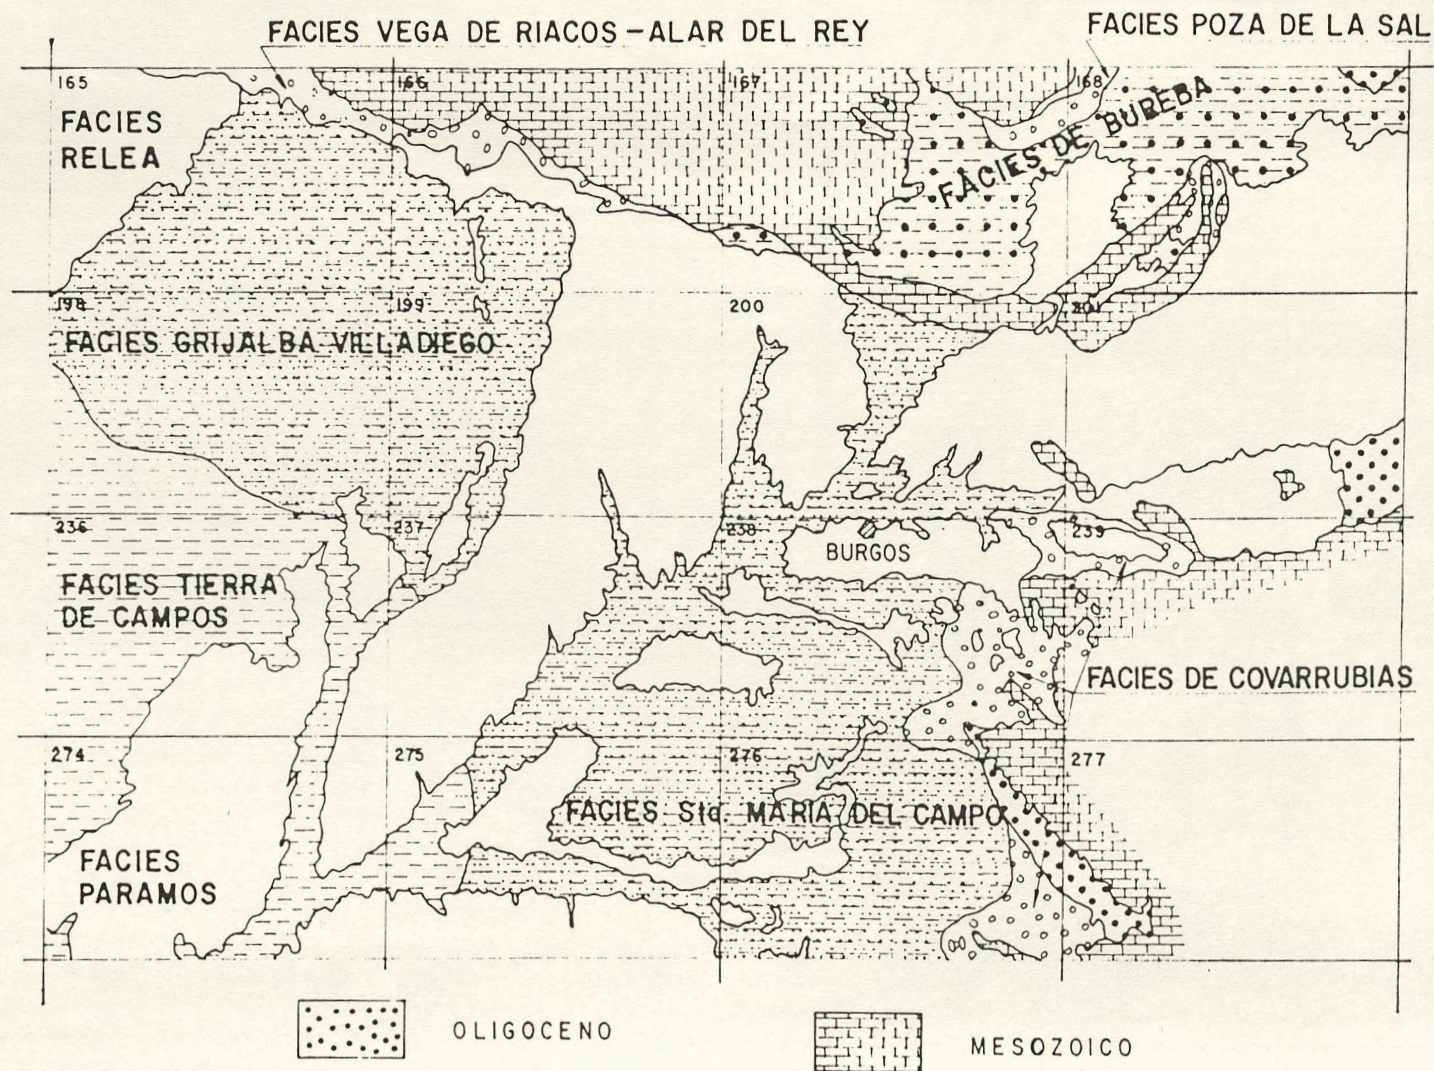 FACIES VEGA DE RIACOS – ALAR DEL REY
FACIES POZA DE LA SAL
165
166
167
168
FACIES
RELEA
FACIES DE BUREBA
198
199
200
201
FACIES GRIJALBA VILLADIEGO
236
237
238
239
BURGOS
FACIES TIERRA
DE CAMPOS
FACIES DE COVARRUBIAS
274
275
276
277
FACIES Sta. MARIA DEL CAMPO
FACIES
PARAMOS
OLIGOCENO
MESOZOICO